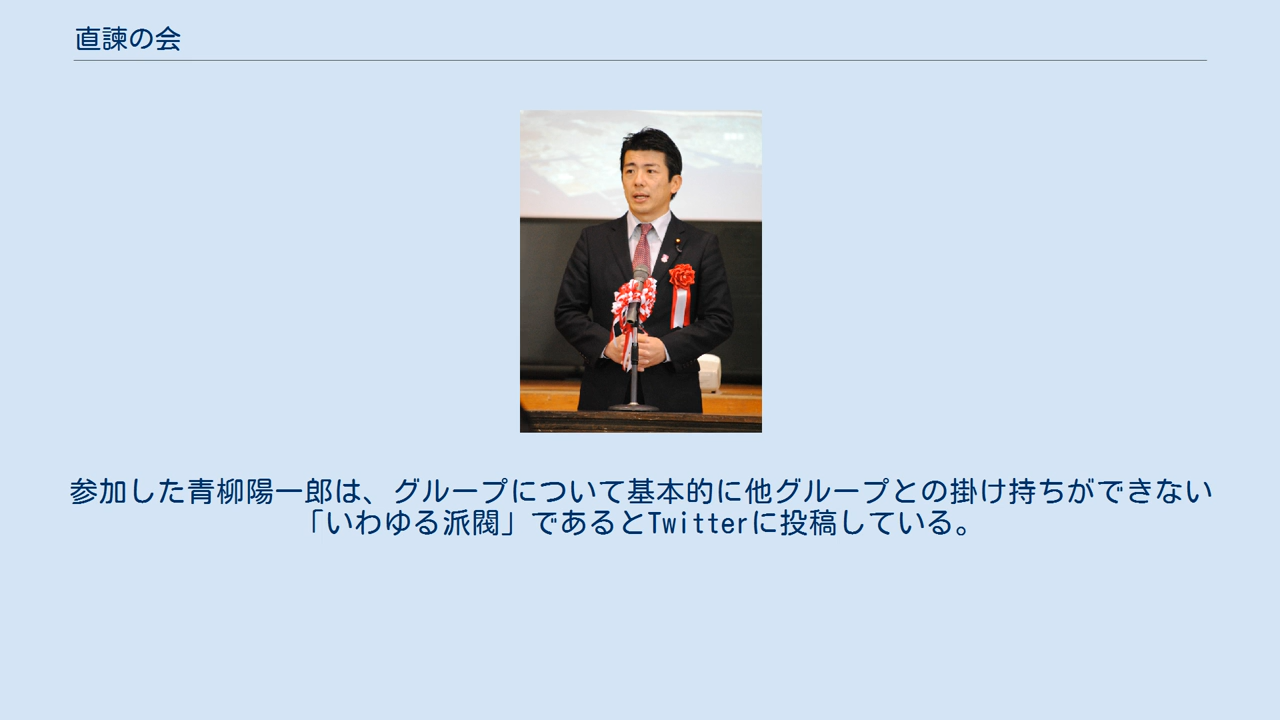 直諫の会
参加した青柳陽一郎は、グループについて基本的に他グループとの掛け持ちができない
「いわゆる派閥」であるとTwitterに投稿している。